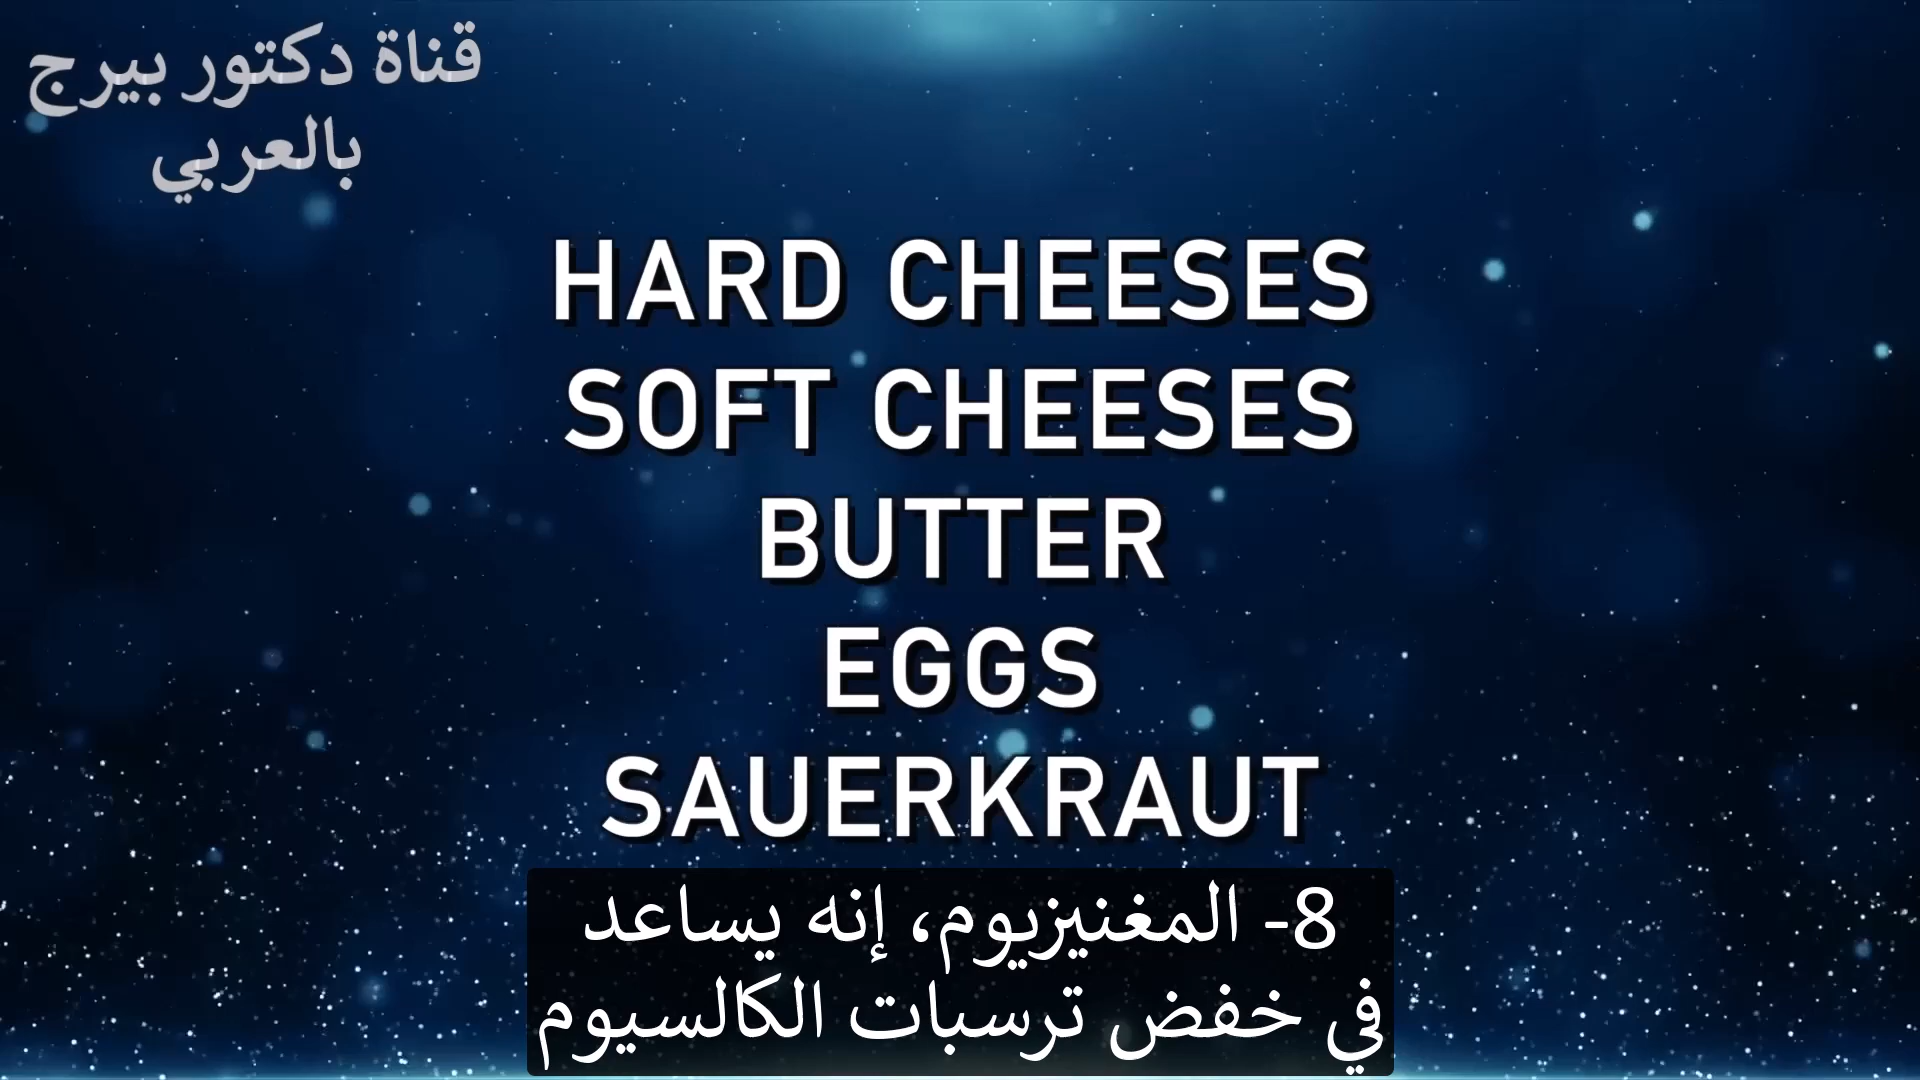 قناة دكتور بيرج
بالعربي
HARD CHEESES
SOFT CHEESES
BUTTER
EGGS
SAUERKRAUT
8- المغنيزيوم، إنه يساعد
في خفض ترسبات الكالسيوم